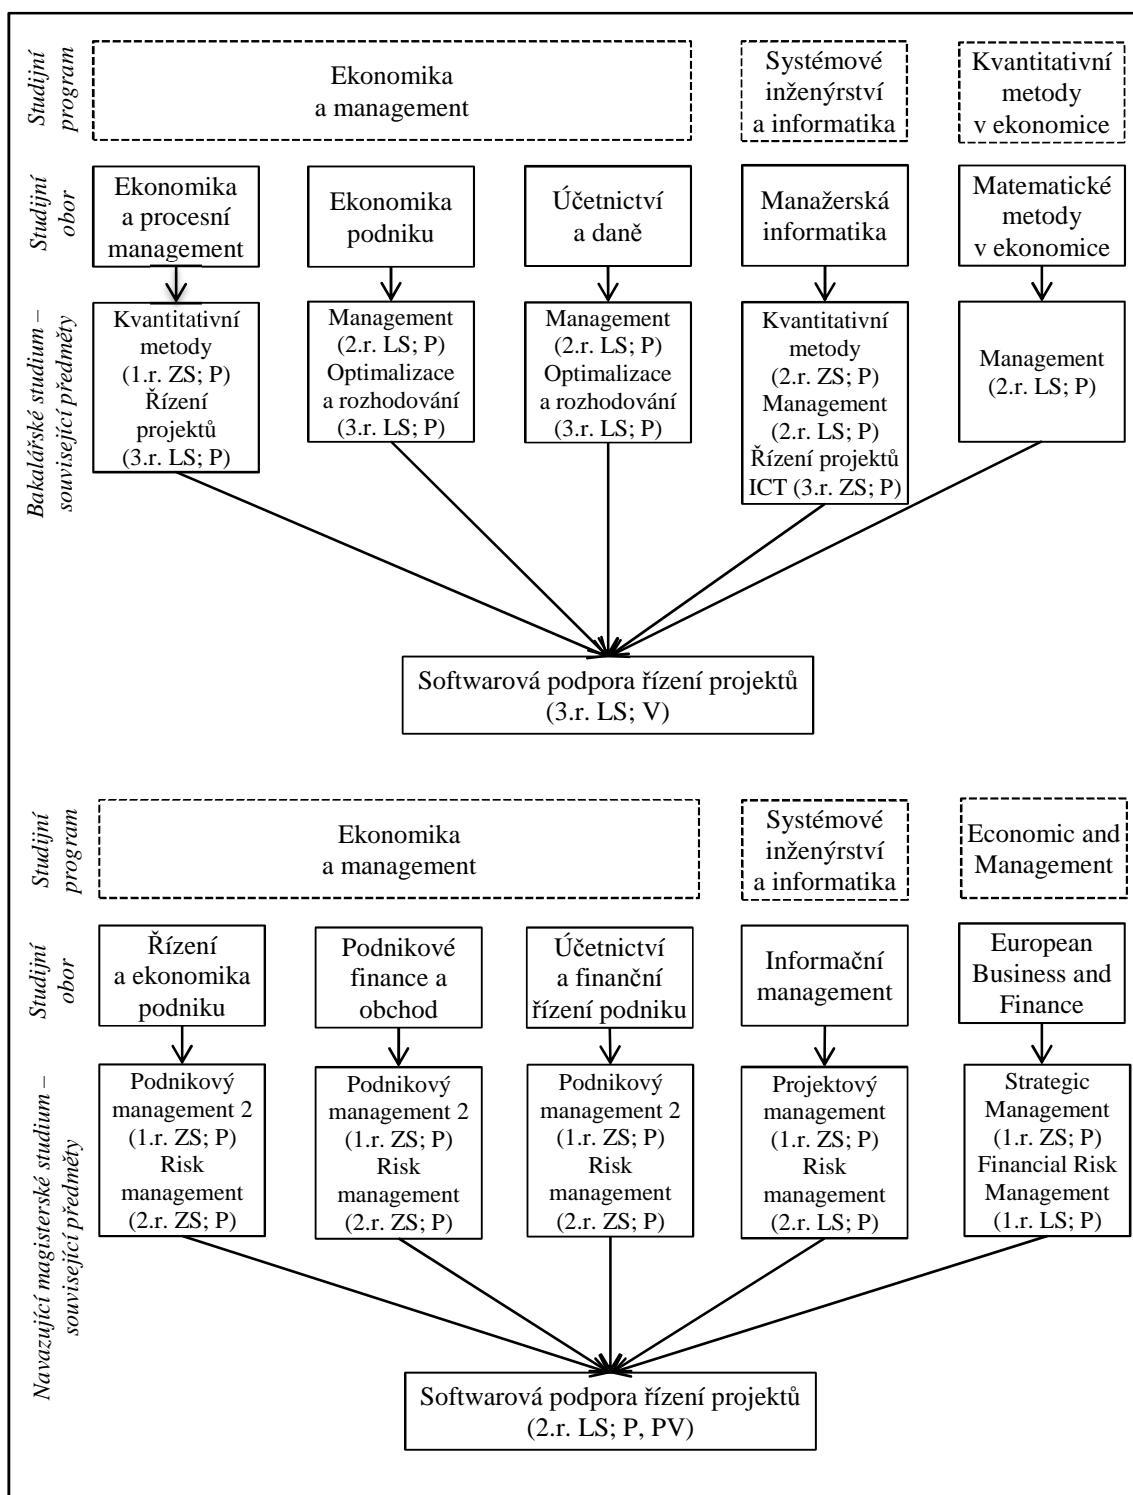 Studijní
program
Ekonomika
a management
Systémové
inženýrství
a informatika
Kvantitativní
metody
v ekonomice
Studijní
obor
Ekonomika
a procesní
management
Ekonomika
podniku
Účetnictví
a daně
Manažerská
informatika
Matematické
metody
v ekonomice
Bakalářské studium –
související předměty
Kvantitativní
metody
(1.r. ZS; P)
Řízení
projektů
(3.r. LS; P)
Management
(2.r. LS; P)
Optimalizace
a rozhodování
(3.r. LS; P)
Management
(2.r. LS; P)
Optimalizace
a rozhodování
(3.r. LS; P)
Kvantitativní
metody
(2.r. ZS; P)
Management
(2.r. LS; P)
Řízení projektů
ICT (3.r. ZS; P)
Management
(2.r. LS; P)
Softwarová podpora řízení projektů
(3.r. LS; V)
Studijní
program
Ekonomika
a management
Systémové
inženýrství
a informatika
Economic and
Management
Studijní
obor
Řízení
a ekonomika
podniku
Podnikové
finance a
obchod
Účetnictví
a finanční
řízení podniku
Informační
management
European
Business and
Finance
Navazující magisterské studium –
související předměty
Podnikový
management 2
(1.r. ZS; P)
Risk
management
(2.r. ZS; P)
Podnikový
management 2
(1.r. ZS; P)
Risk
management
(2.r. ZS; P)
Podnikový
management 2
(1.r. ZS; P)
Risk
management
(2.r. ZS; P)
Projektový
management
(1.r. ZS; P)
Risk
management
(2.r. LS; P)
Strategic
Management
(1.r. ZS; P)
Financial Risk
Management
(1.r. LS; P)
Softwarová podpora řízení projektů
(2.r. LS; P, PV)